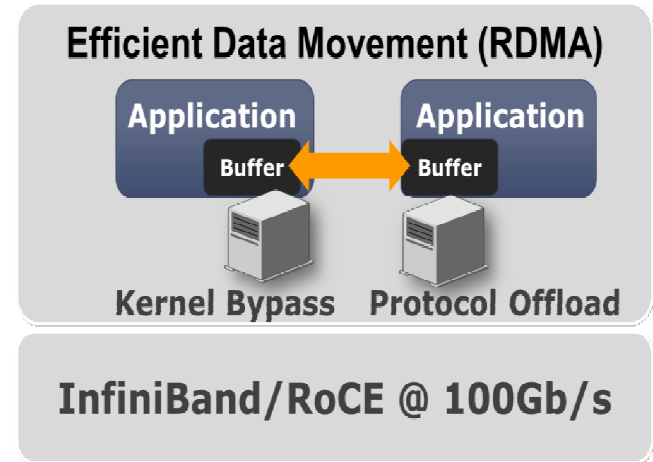 Efficient Data Movement (RDMA)
Application Application
Buffer Buffer
Kernel Bypass Protocol Offload
InfiniBand/RoCE @ 100Gb/s